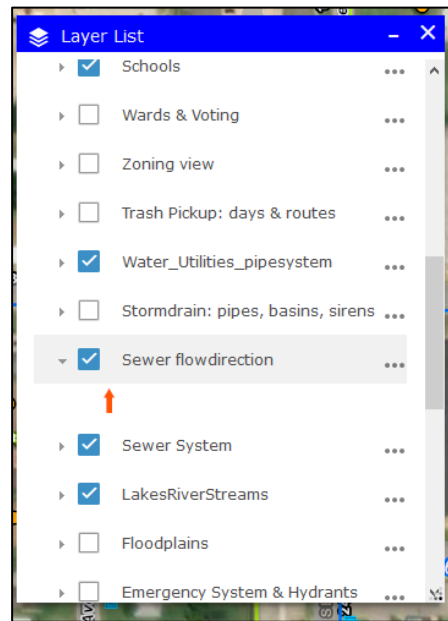 Layer List
Schools
Wards & Voting
Zoning view
Trash Pickup: days & routes
Water_Utilities_pipesystem
Stormdrain: pipes, basins, sirens
Sewer flowdirection
Sewer System
LakesRiverStreams
Floodplains
Emergency System & Hydrants